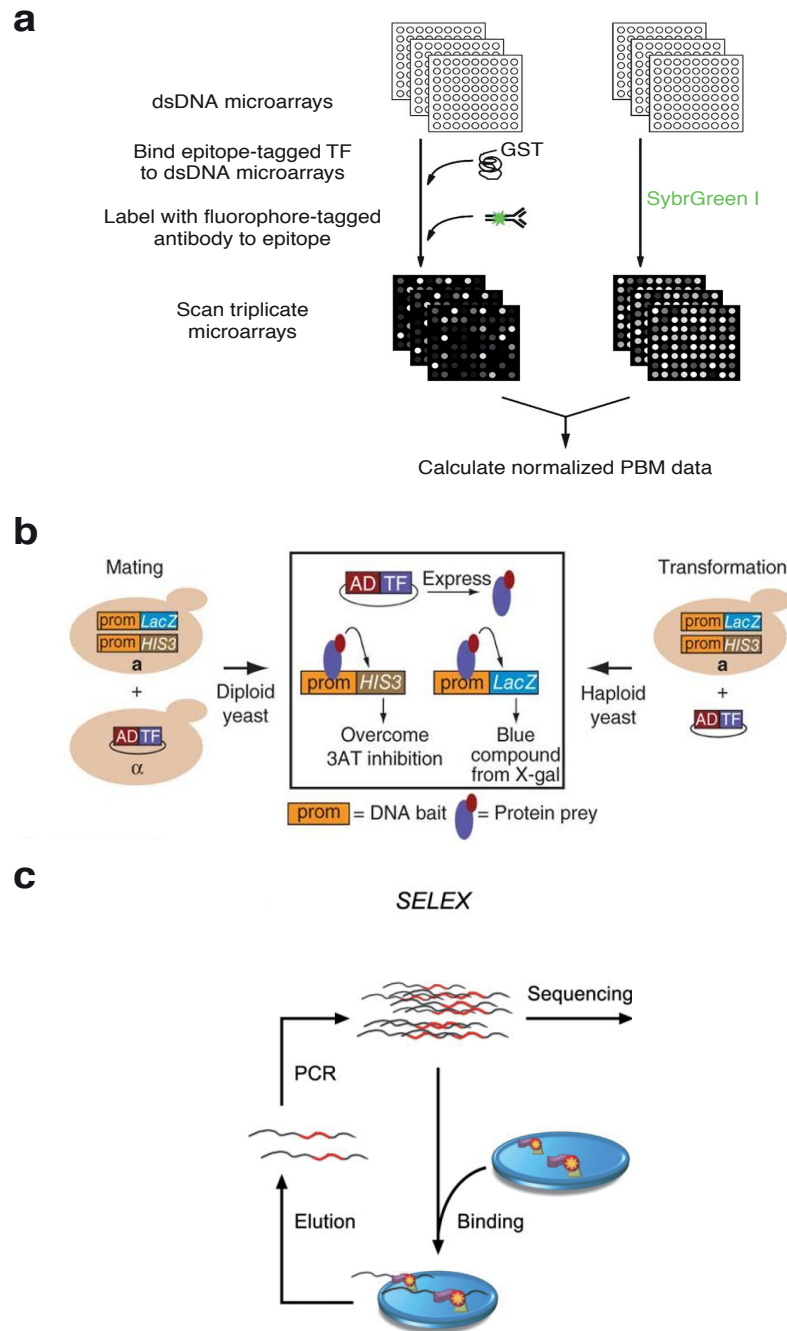 a
dsDNA microarrays
Bind epitope-tagged TF
to dsDNA microarrays
GST
Label with fluorophore-tagged
antibody to epitope
SybrGreen I
Scan triplicate
microarrays
Calculate normalized PBM data
b
Mating
prom LacZ
prom HIS3
a
+
AD TF
α
Diploid
yeast
AD TF
Express
prom HIS3
prom LacZ
Overcome
3AT inhibition
Blue
compound
from X-gal
Transformation
prom LacZ
prom HIS3
a
+
AD TF
Haploid
yeast
prom = DNA bait
= Protein prey
c
SELEX
Sequencing
PCR
Elution
Binding